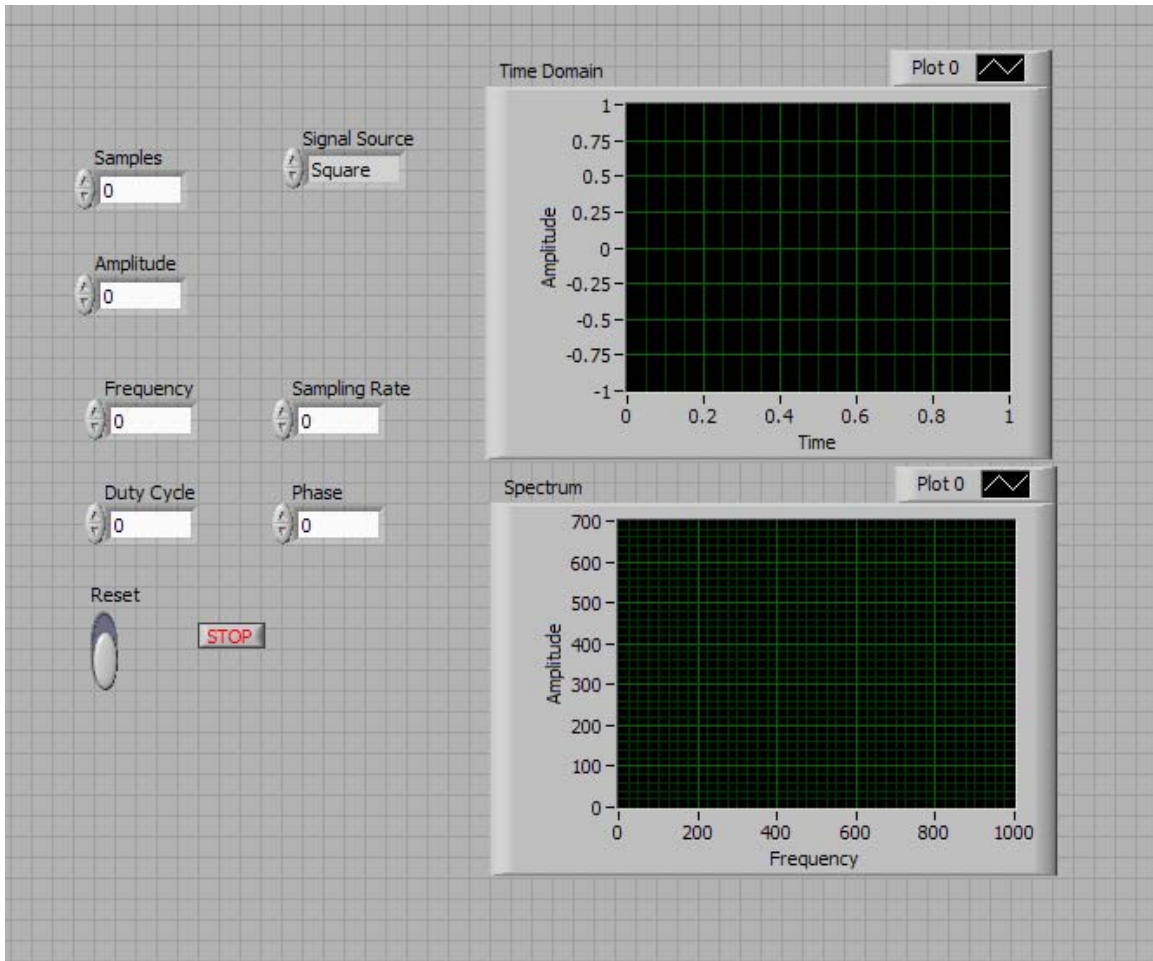 Samples
0
Signal Source
Square
Amplitude
0
Frequency
0
Sampling Rate
0
Duty Cycle
0
Phase
0
Reset
STOP
Time Domain
Plot 0
1
0.75
0.5
0.25
0
-0.25
-0.5
-0.75
-1
Amplitude
0 0.2 0.4 0.6 0.8 1
Time
Spectrum
Plot 0
700
600
500
400
300
200
100
0
Amplitude
0 200 400 600 800 1000
Frequency